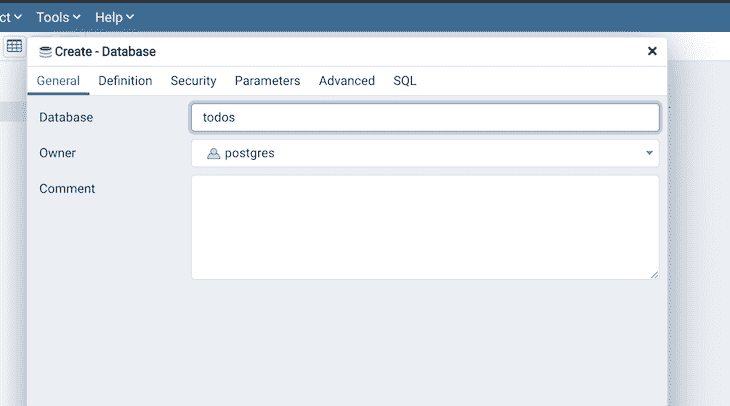 ct Tools Help
Create - Database
General Definition Security Parameters Advanced SQL
Database todos
Owner postgres
Comment